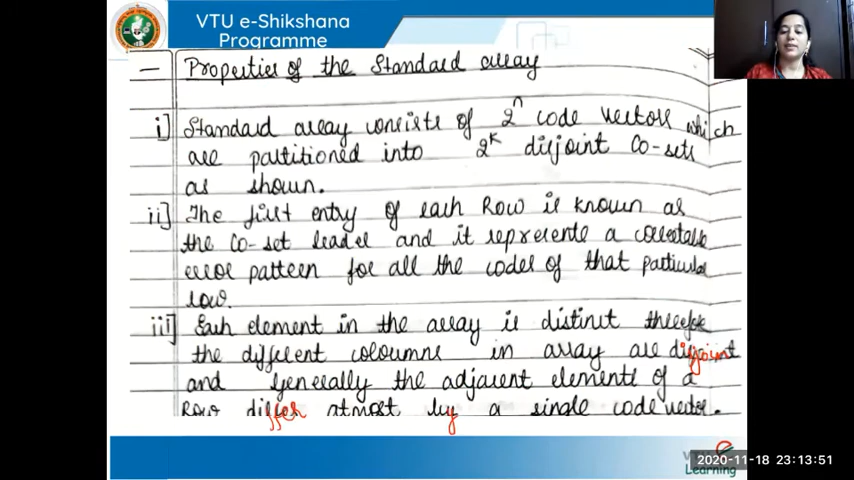 VTU e-Shikshana
Programme
— Properties of the Standard array
i] Standard array consists of 2^n code vectors which
are partitioned into 2^k disjoint Co-sets
as shown.
ii] The first entry of each Row is known as
the Co-set leader and it represents a correctable
error pattern for all the codes of that particular
row.
iii] Each element in the array is distinct therefore
the different coloumns in array are disjoint
and generally the adjacent elements of a
Row differ atmost by a single code vector.
2020-11-18 23:13:51
Learning